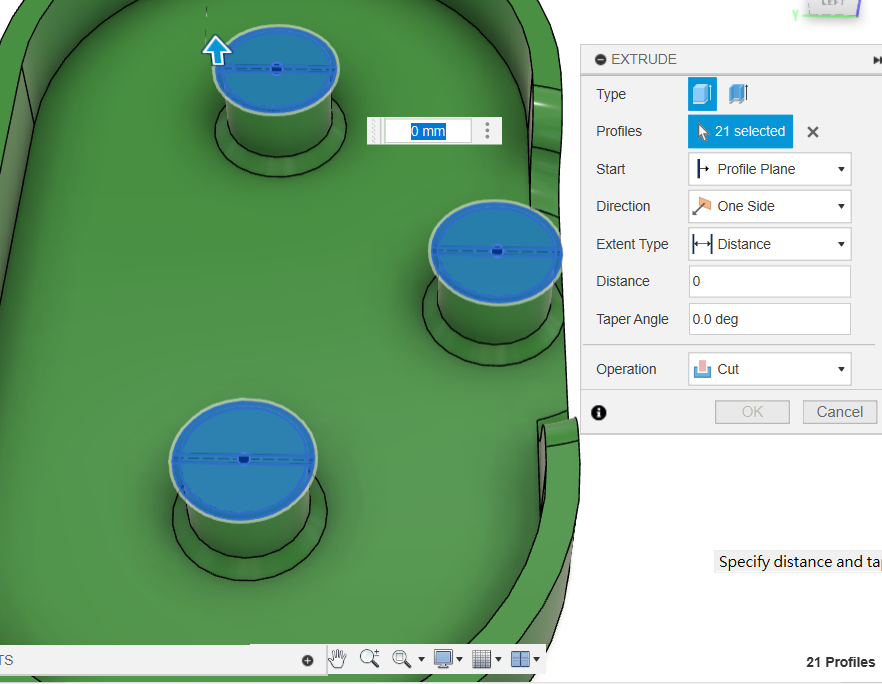 LEFT
Y
EXTRUDE
Type
Profiles 21 selected
0 mm
Start Profile Plane
Direction One Side
Extent Type Distance
Distance 0
Taper Angle 0.0 deg
Operation Cut
OK Cancel
Specify distance and ta
TS
21 Profiles